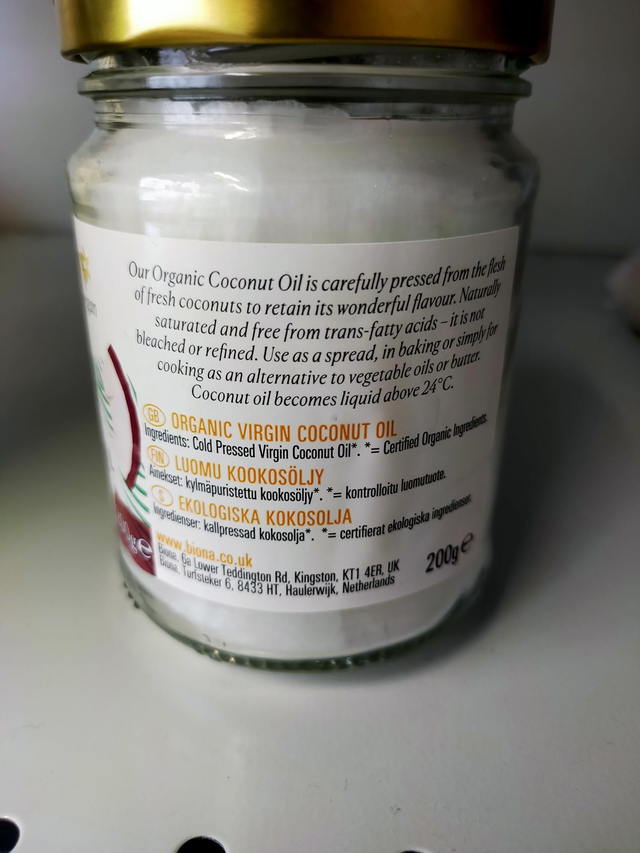 Our Organic Coconut Oil is carefully pressed from the flesh
of fresh coconuts to retain its wonderful flavour. Naturally
saturated and free from trans-fatty acids – it is not
bleached or refined. Use as a spread, in baking or simply for
cooking as an alternative to vegetable oils or butter.
Coconut oil becomes liquid above 24°C.
GB ORGANIC VIRGIN COCONUT OIL
Ingredients: Cold Pressed Virgin Coconut Oil*. *= Certified Organic Ingredients.
FIN LUOMU KOOKOSÖLJY
Ainekset: kylmäpuristettu kookosöljy*. *= kontrolloitu luomutuote.
S EKOLOGISKA KOKOSOLJA
Ingredienser: kallpressad kokosolja*. *= certifierat ekologiska ingredienser.
www.biona.co.uk
Biona, 6a Lower Teddington Rd, Kingston, KT1 4ER, UK
Biona, Turfsteker 6, 8433 HT, Haulerwijk, Netherlands
200g e